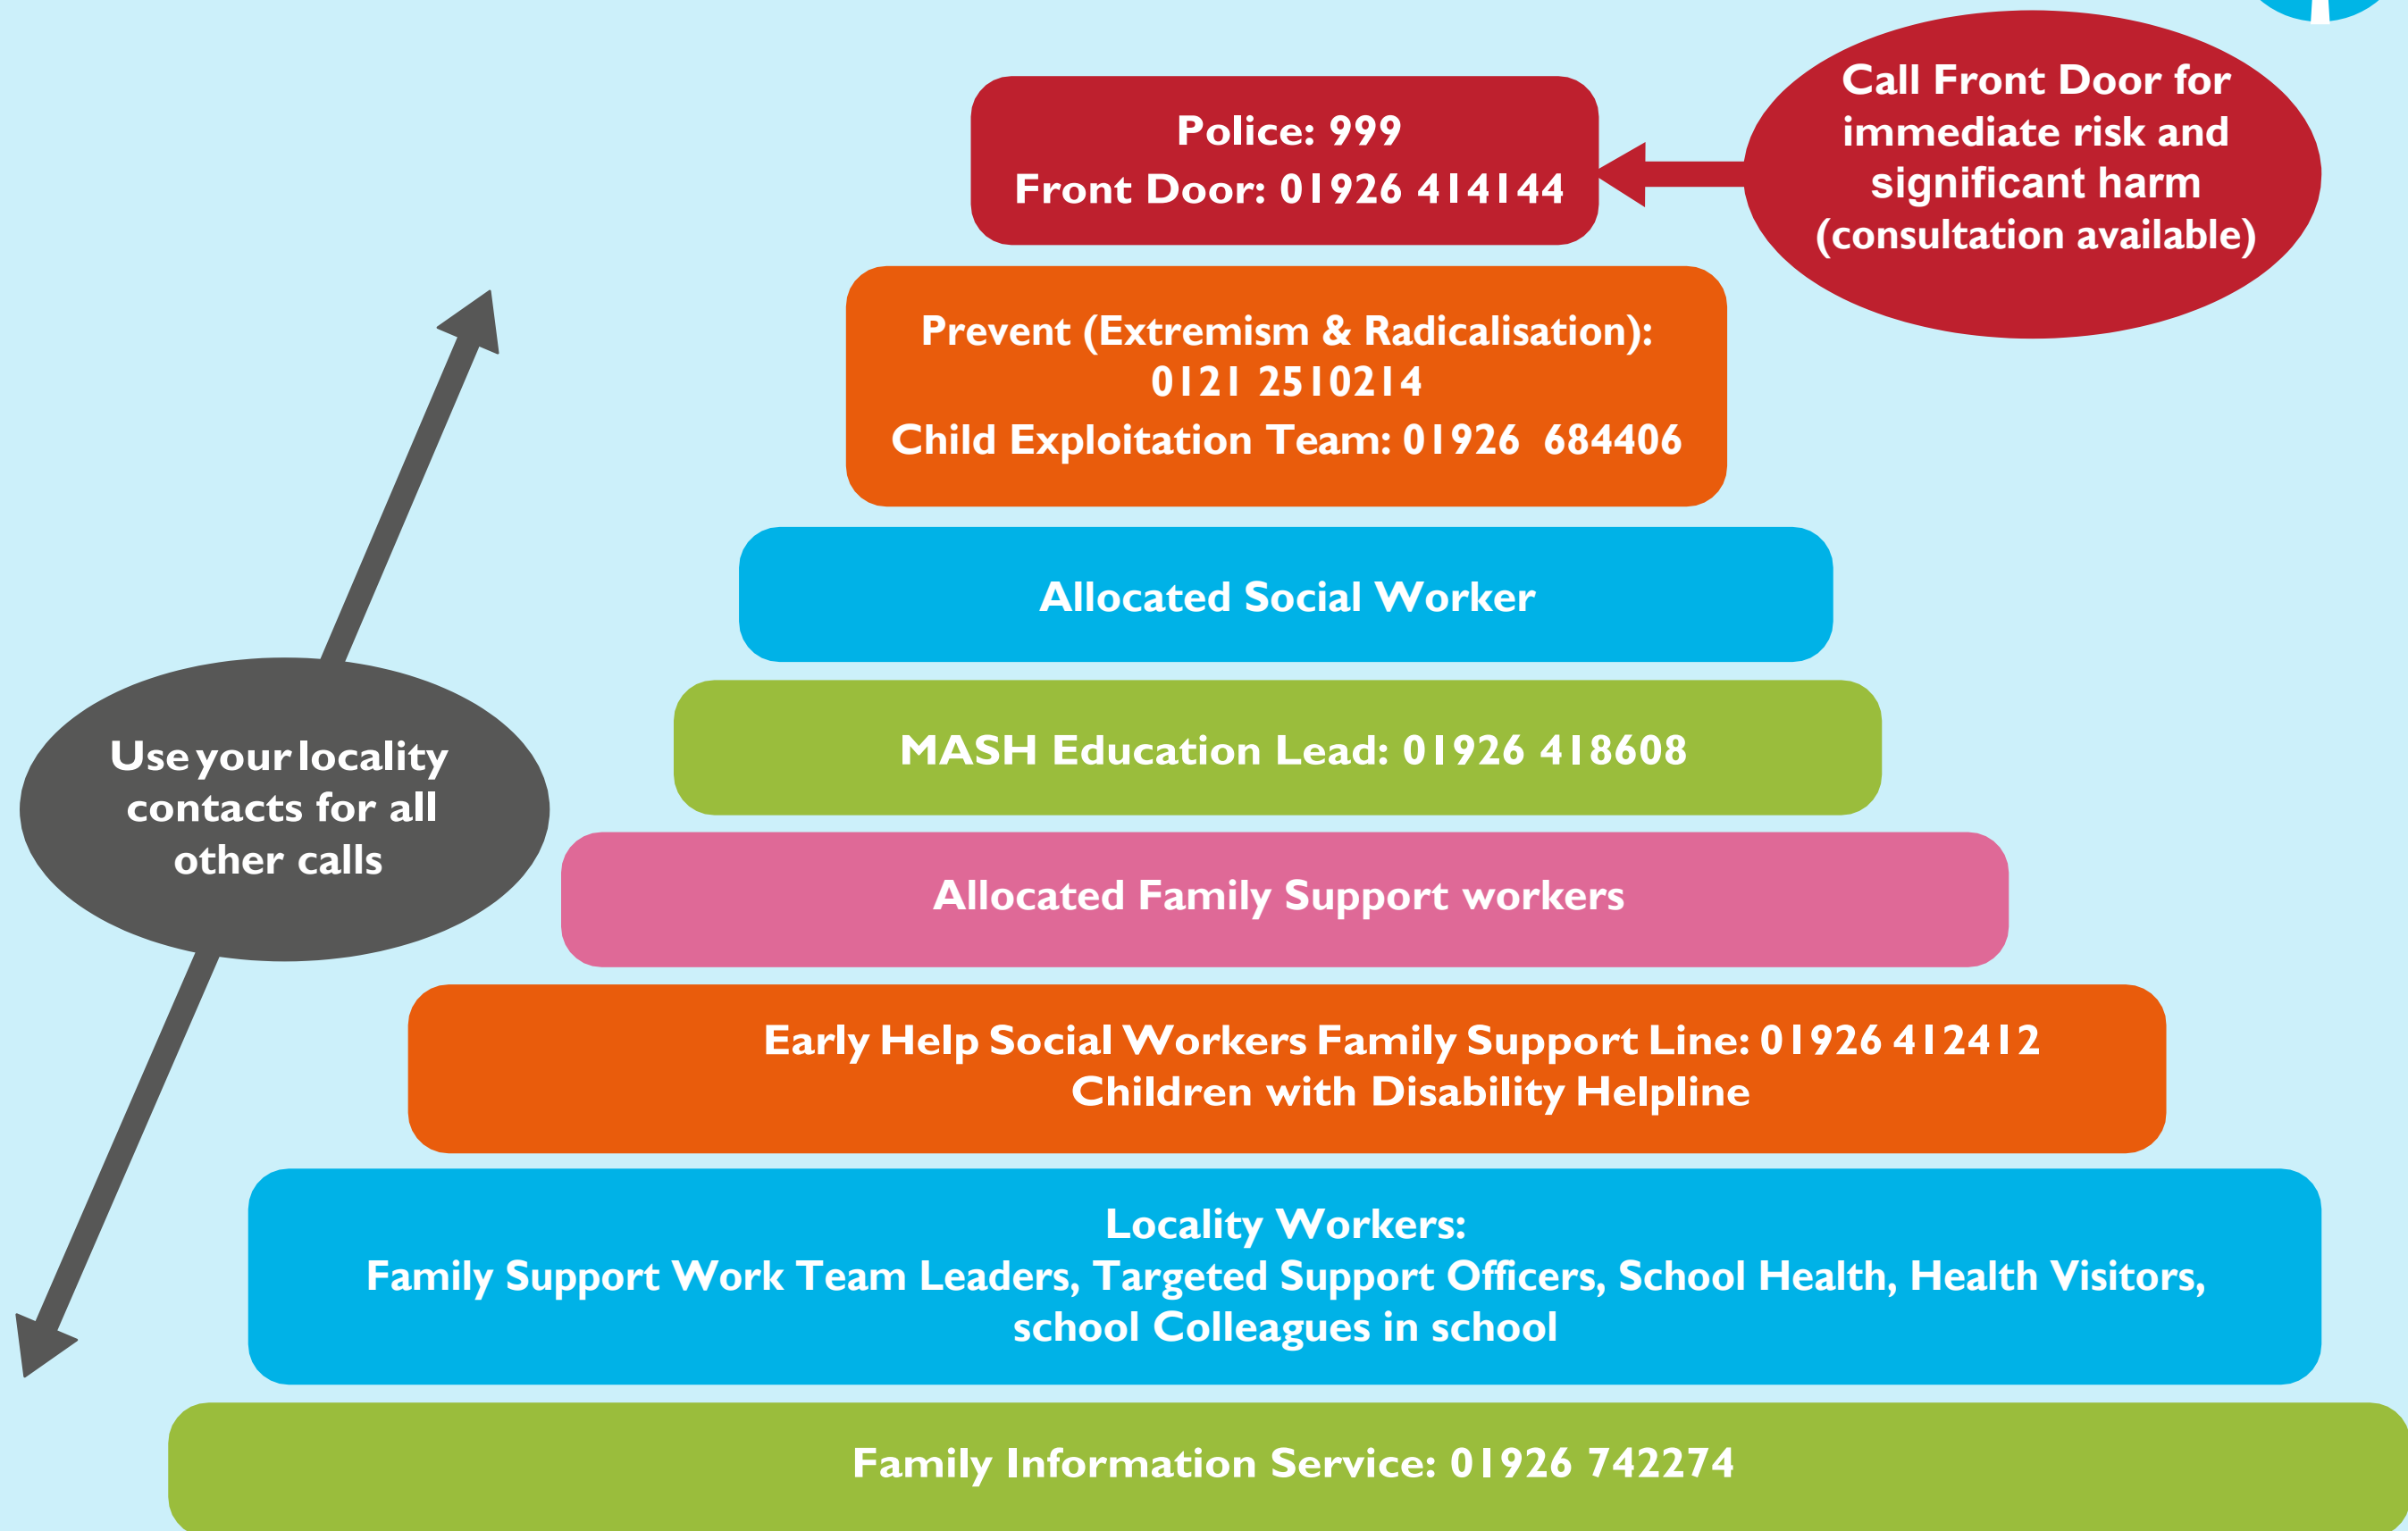 Call Front Door for
immediate risk and
significant harm
(consultation available)
Police: 999
Front Door: 01926 414144
Prevent (Extremism & Radicalisation):
0121 2510214
Child Exploitation Team: 01926 684406
Allocated Social Worker
MASH Education Lead: 01926 418608
Use your locality
contacts for all
other calls
Allocated Family Support workers
Early Help Social Workers Family Support Line: 01926 412412
Children with Disability Helpline
Locality Workers:
Family Support Work Team Leaders, Targeted Support Officers, School Health, Health Visitors,
school Colleagues in school
Family Information Service: 01926 742274